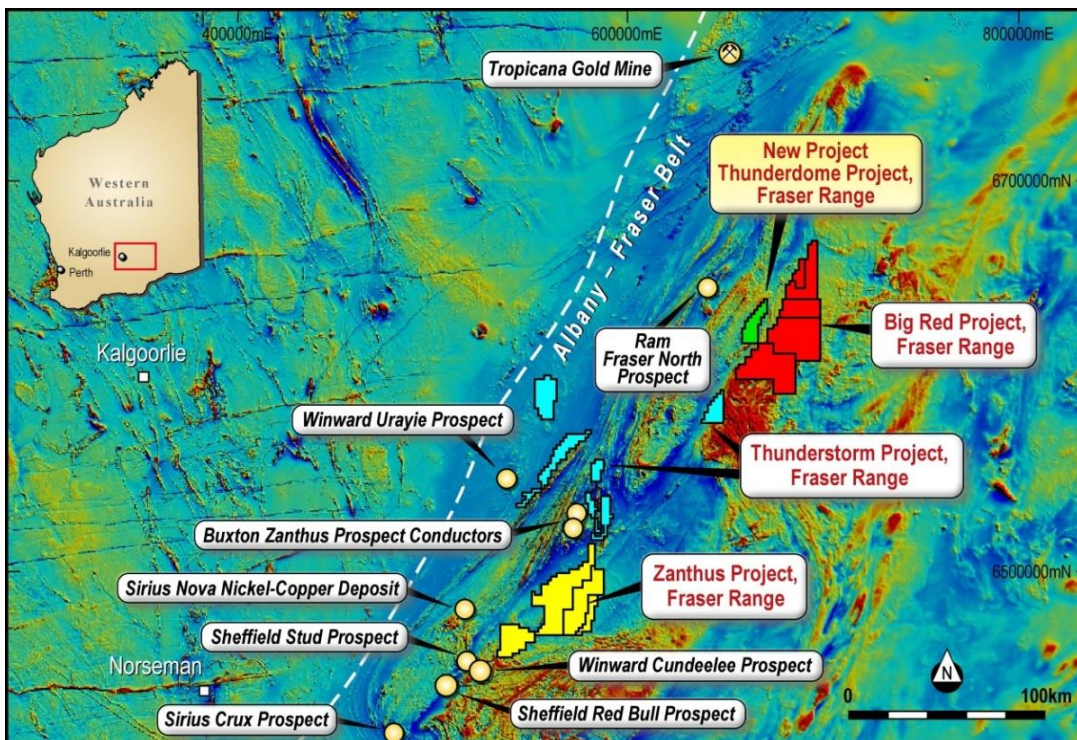 400000mE
600000mE
800000mE
Tropicana Gold Mine
Western
Australia
Kalgoorlie
Perth
Albany - Fraser Belt
New Project
Thunderdome Project,
Fraser Range
6700000mN
Kalgoorlie
Ram
Fraser North
Prospect
Big Red Project,
Fraser Range
Winward Urayie Prospect
Thunderstorm Project,
Fraser Range
Buxton Zanthus Prospect Conductors
Sirius Nova Nickel-Copper Deposit
Zanthus Project,
Fraser Range
6500000mN
Sheffield Stud Prospect
Norseman
Winward Cundeelee Prospect
N
Sirius Crux Prospect
Sheffield Red Bull Prospect
0
100km